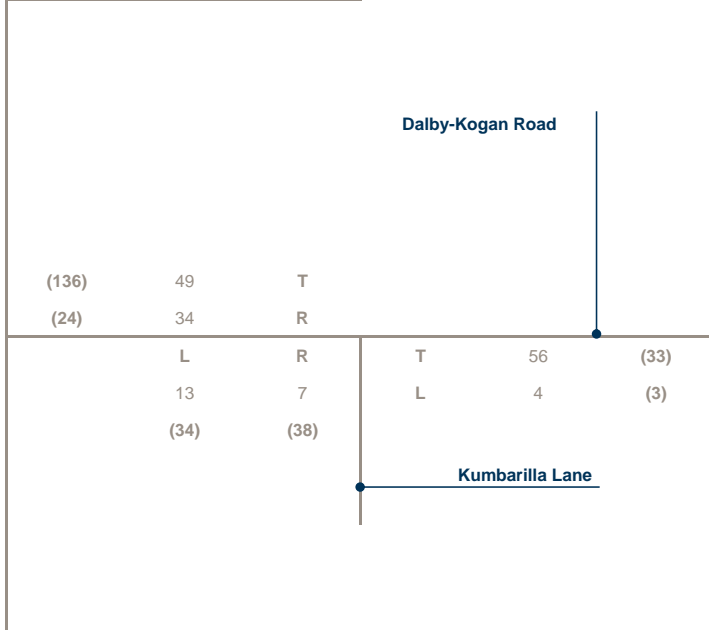 Dalby-Kogan Road
(136) 49 T
(24) 34 R
L R T 56 (33)
13 7 L 4 (3)
(34) (38)
Kumbarilla Lane